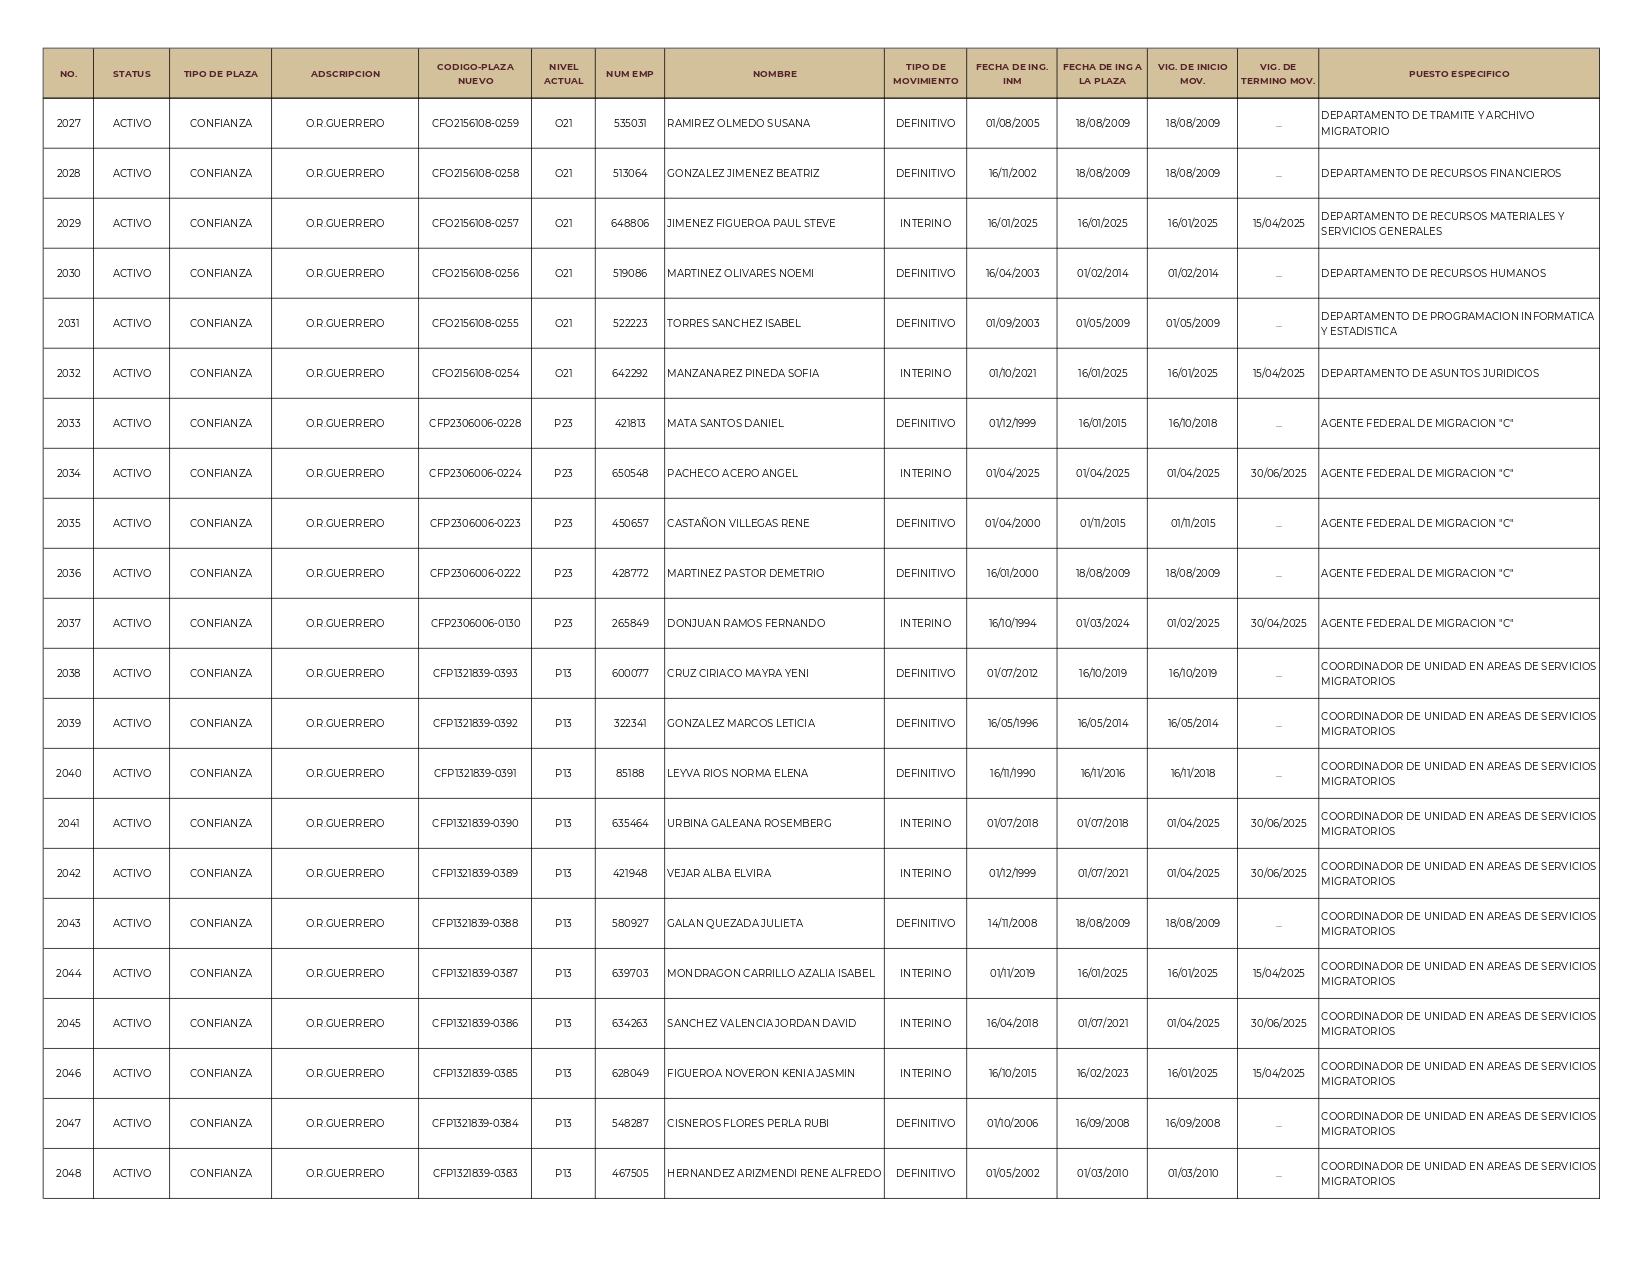 NO. STATUS TIPO DE PLAZA ADSCRIPCION CODIGO-PLAZA NUEVO NIVEL ACTUAL NUM EMP NOMBRE TIPO DE MOVIMIENTO FECHA DE ING. INM FECHA DE ING A LA PLAZA VIG. DE INICIO MOV. VIG. DE TERMINO MOV. PUESTO ESPECIFICO
2027 ACTIVO CONFIANZA O.R.GUERRERO CFO2156108-0259 O21 535031 RAMIREZ OLMEDO SUSANA DEFINITIVO 01/08/2005 18/08/2009 18/08/2009 ... DEPARTAMENTO DE TRAMITE Y ARCHIVO
MIGRATORIO
2028 ACTIVO CONFIANZA O.R.GUERRERO CFO2156108-0258 O21 513064 GONZALEZ JIMENEZ BEATRIZ DEFINITIVO 16/11/2002 18/08/2009 18/08/2009 ... DEPARTAMENTO DE RECURSOS FINANCIEROS
2029 ACTIVO CONFIANZA O.R.GUERRERO CFO2156108-0257 O21 648806 JIMENEZ FIGUEROA PAUL STEVE INTERINO 16/01/2025 16/01/2025 16/01/2025 15/04/2025 DEPARTAMENTO DE RECURSOS MATERIALES Y
SERVICIOS GENERALES
2030 ACTIVO CONFIANZA O.R.GUERRERO CFO2156108-0256 O21 519086 MARTINEZ OLIVARES NOEMI DEFINITIVO 16/04/2003 01/02/2014 01/02/2014 ... DEPARTAMENTO DE RECURSOS HUMANOS
2031 ACTIVO CONFIANZA O.R.GUERRERO CFO2156108-0255 O21 522223 TORRES SANCHEZ ISABEL DEFINITIVO 01/09/2003 01/05/2009 01/05/2009 ... DEPARTAMENTO DE PROGRAMACION INFORMATICA
Y ESTADISTICA
2032 ACTIVO CONFIANZA O.R.GUERRERO CFO2156108-0254 O21 642292 MANZANAREZ PINEDA SOFIA INTERINO 01/10/2021 16/01/2025 16/01/2025 15/04/2025 DEPARTAMENTO DE ASUNTOS JURIDICOS
2033 ACTIVO CONFIANZA O.R.GUERRERO CFP2306006-0228 P23 421813 MATA SANTOS DANIEL DEFINITIVO 01/12/1999 16/01/2015 16/10/2018 ... AGENTE FEDERAL DE MIGRACION "C"
2034 ACTIVO CONFIANZA O.R.GUERRERO CFP2306006-0224 P23 650548 PACHECO ACERO ANGEL INTERINO 01/04/2025 01/04/2025 01/04/2025 30/06/2025 AGENTE FEDERAL DE MIGRACION "C"
2035 ACTIVO CONFIANZA O.R.GUERRERO CFP2306006-0223 P23 450657 CASTAÑON VILLEGAS RENE DEFINITIVO 01/04/2000 01/11/2015 01/11/2015 ... AGENTE FEDERAL DE MIGRACION "C"
2036 ACTIVO CONFIANZA O.R.GUERRERO CFP2306006-0222 P23 428772 MARTINEZ PASTOR DEMETRIO DEFINITIVO 16/01/2000 18/08/2009 18/08/2009 ... AGENTE FEDERAL DE MIGRACION "C"
2037 ACTIVO CONFIANZA O.R.GUERRERO CFP2306006-0130 P23 265849 DONJUAN RAMOS FERNANDO INTERINO 16/10/1994 01/03/2024 01/02/2025 30/04/2025 AGENTE FEDERAL DE MIGRACION "C"
2038 ACTIVO CONFIANZA O.R.GUERRERO CFP1321839-0393 P13 600077 CRUZ CIRIACO MAYRA YENI DEFINITIVO 01/07/2012 16/10/2019 16/10/2019 ... COORDINADOR DE UNIDAD EN AREAS DE SERVICIOS
MIGRATORIOS
2039 ACTIVO CONFIANZA O.R.GUERRERO CFP1321839-0392 P13 322341 GONZALEZ MARCOS LETICIA DEFINITIVO 16/05/1996 16/05/2014 16/05/2014 ... COORDINADOR DE UNIDAD EN AREAS DE SERVICIOS
MIGRATORIOS
2040 ACTIVO CONFIANZA O.R.GUERRERO CFP1321839-0391 P13 85188 LEYVA RIOS NORMA ELENA DEFINITIVO 16/11/1990 16/11/2016 16/11/2018 ... COORDINADOR DE UNIDAD EN AREAS DE SERVICIOS
MIGRATORIOS
2041 ACTIVO CONFIANZA O.R.GUERRERO CFP1321839-0390 P13 635464 URBINA GALEANA ROSEMBERG INTERINO 01/07/2018 01/07/2018 01/04/2025 30/06/2025 COORDINADOR DE UNIDAD EN AREAS DE SERVICIOS
MIGRATORIOS
2042 ACTIVO CONFIANZA O.R.GUERRERO CFP1321839-0389 P13 421948 VEJAR ALBA ELVIRA INTERINO 01/12/1999 01/07/2021 01/04/2025 30/06/2025 COORDINADOR DE UNIDAD EN AREAS DE SERVICIOS
MIGRATORIOS
2043 ACTIVO CONFIANZA O.R.GUERRERO CFP1321839-0388 P13 580927 GALAN QUEZADA JULIETA DEFINITIVO 14/11/2008 18/08/2009 18/08/2009 ... COORDINADOR DE UNIDAD EN AREAS DE SERVICIOS
MIGRATORIOS
2044 ACTIVO CONFIANZA O.R.GUERRERO CFP1321839-0387 P13 639703 MONDRAGON CARRILLO AZALIA ISABEL INTERINO 01/11/2019 16/01/2025 16/01/2025 15/04/2025 COORDINADOR DE UNIDAD EN AREAS DE SERVICIOS
MIGRATORIOS
2045 ACTIVO CONFIANZA O.R.GUERRERO CFP1321839-0386 P13 634263 SANCHEZ VALENCIA JORDAN DAVID INTERINO 16/04/2018 01/07/2021 01/04/2025 30/06/2025 COORDINADOR DE UNIDAD EN AREAS DE SERVICIOS
MIGRATORIOS
2046 ACTIVO CONFIANZA O.R.GUERRERO CFP1321839-0385 P13 628049 FIGUEROA NOVERON KENIA JASMIN INTERINO 16/10/2015 16/02/2023 16/01/2025 15/04/2025 COORDINADOR DE UNIDAD EN AREAS DE SERVICIOS
MIGRATORIOS
2047 ACTIVO CONFIANZA O.R.GUERRERO CFP1321839-0384 P13 548287 CISNEROS FLORES PERLA RUBI DEFINITIVO 01/10/2006 16/09/2008 16/09/2008 ... COORDINADOR DE UNIDAD EN AREAS DE SERVICIOS
MIGRATORIOS
2048 ACTIVO CONFIANZA O.R.GUERRERO CFP1321839-0383 P13 467505 HERNANDEZ ARIZMENDI RENE ALFREDO DEFINITIVO 01/05/2002 01/03/2010 01/03/2010 ... COORDINADOR DE UNIDAD EN AREAS DE SERVICIOS
MIGRATORIOS